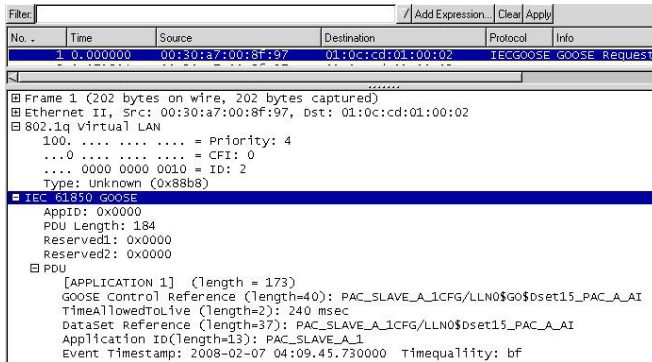 Filter:
Add Expression... Clear Apply
No. . Time Source Destination Protocol Info
1 0.000000 00:30:a7:00:8f:97 01:0c:cd:01:00:02 IECGOOSE GOOSE Request
Frame 1 (202 bytes on wire, 202 bytes captured)
Ethernet II, Src: 00:30:a7:00:8f:97, Dst: 01:0c:cd:01:00:02
802.1q Virtual LAN
100. .... .... .... = Priority: 4
...0 .... .... .... = CFI: 0
.... 0000 0000 0010 = ID: 2
Type: Unknown (0x88b8)
IEC 61850 GOOSE
AppID: 0x0000
PDU Length: 184
Reserved1: 0x0000
Reserved2: 0x0000
PDU
[APPLICATION 1] (length = 173)
GOOSE Control Reference (length=40): PAC_SLAVE_A_1CFG/LLN0$GO$Dset15_PAC_A_AI
TimeAllowedToLive (length=2): 240 msec
DataSet Reference (length=37): PAC_SLAVE_A_1CFG/LLN0$Dset15_PAC_A_AI
Application ID(length=13): PAC_SLAVE_A_1
Event Timestamp: 2008-02-07 04:09.45.730000 Timequaliity: bf